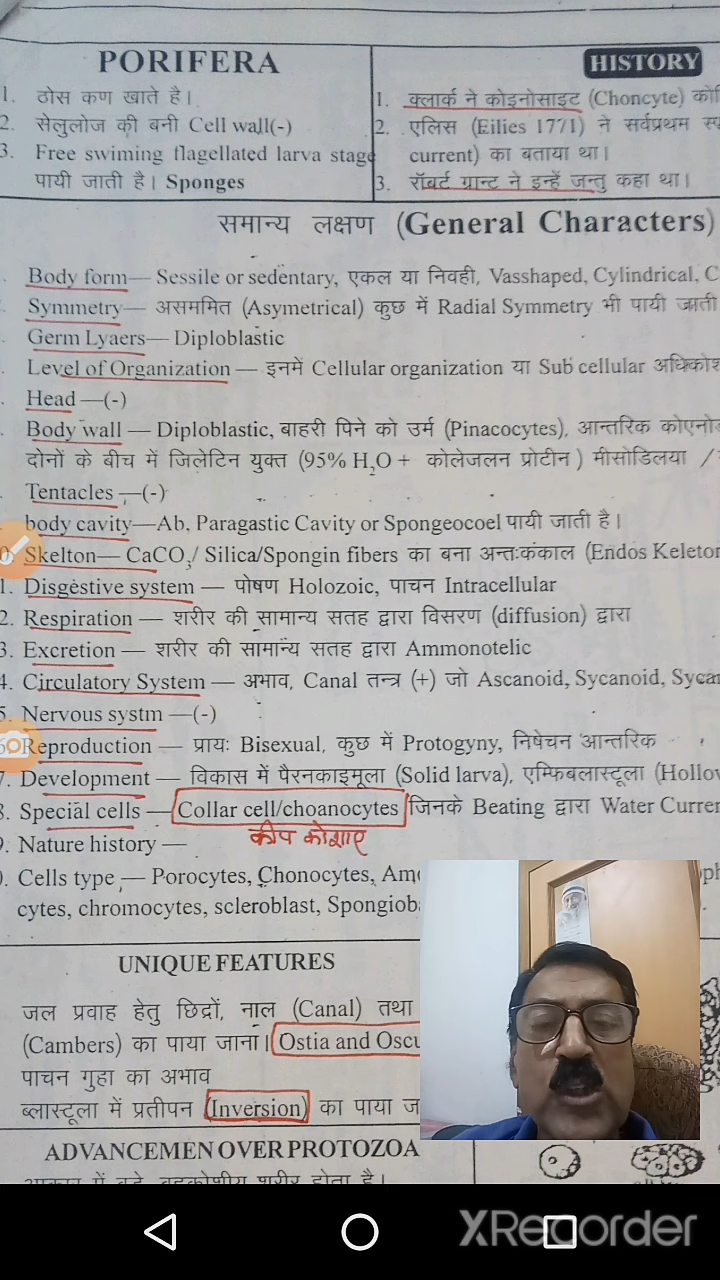 PORIFERA
1. ठोस कण खाते है।
2. सेलुलोज की बनी Cell wall(-)
3. Free swiming flagellated larva stage
पायी जाती है। Sponges
HISTORY
1. क्लार्क ने कोइनोसाइट (Choncyte)
2. एलिस (Eilies 1771) ने सर्वप्रथम
current) का बताया था।
3. रॉबर्ट ग्रान्ट ने इन्हें जन्तु कहा था।
समान्य लक्षण (General Characters)
Body form— Sessile or sedentary, एकल या निवही, Vasshaped, Cylindrical,
Symmetry— असममित (Asymetrical) कुछ में Radial Symmetry भी पायी जाती
Germ Lyaers— Diploblastic
Level of Organization — इनमें Cellular organization या Sub cellular
Head —(-)
Body wall — Diploblastic, बाहरी पिने को उर्म (Pinacocytes), आन्तरिक
दोनों के बीच में जिलेटिन युक्त (95% H₂O + कोलेजलन प्रोटीन) मीसोडिलया /
Tentacles —(-)
body cavity—Ab, Paragastic Cavity or Spongeocoel पायी जाती है।
Skelton— CaCO₃/ Silica/Spongin fibers का बना अन्तःकंकाल (Endos Keleton
1. Disgestive system — पोषण Holozoic, पाचन Intracellular
2. Respiration — शरीर की सामान्य सतह द्वारा विसरण (diffusion) द्वारा
3. Excretion — शरीर की सामान्य सतह द्वारा Ammonotelic
4. Circulatory System — अभाव, Canal तन्त्र (+) जो Ascanoid, Sycanoid,
5. Nervous systm —(-)
Reproduction — प्रायः Bisexual, कुछ में Protogyny, निषेचन आन्तरिक
7. Development — विकास में पैरनकाइमूला (Solid larva), एम्फिबलास्टूला
8. Special cells — Collar cell/choanocytes जिनके Beating द्वारा Water
कीप कोशाए
9. Nature history —
Cells type — Porocytes, Chonocytes,
cytes, chromocytes, scleroblast,
UNIQUE FEATURES
जल प्रवाह हेतु छिद्रों, नाल (Canal) तथा
(Cambers) का पाया जाना। Ostia and
पाचन गुहा का अभाव
ब्लास्टूला में प्रतीपन (Inversion) का पाया
ADVANCEMEN OVER PROTOZOA
XRecorder